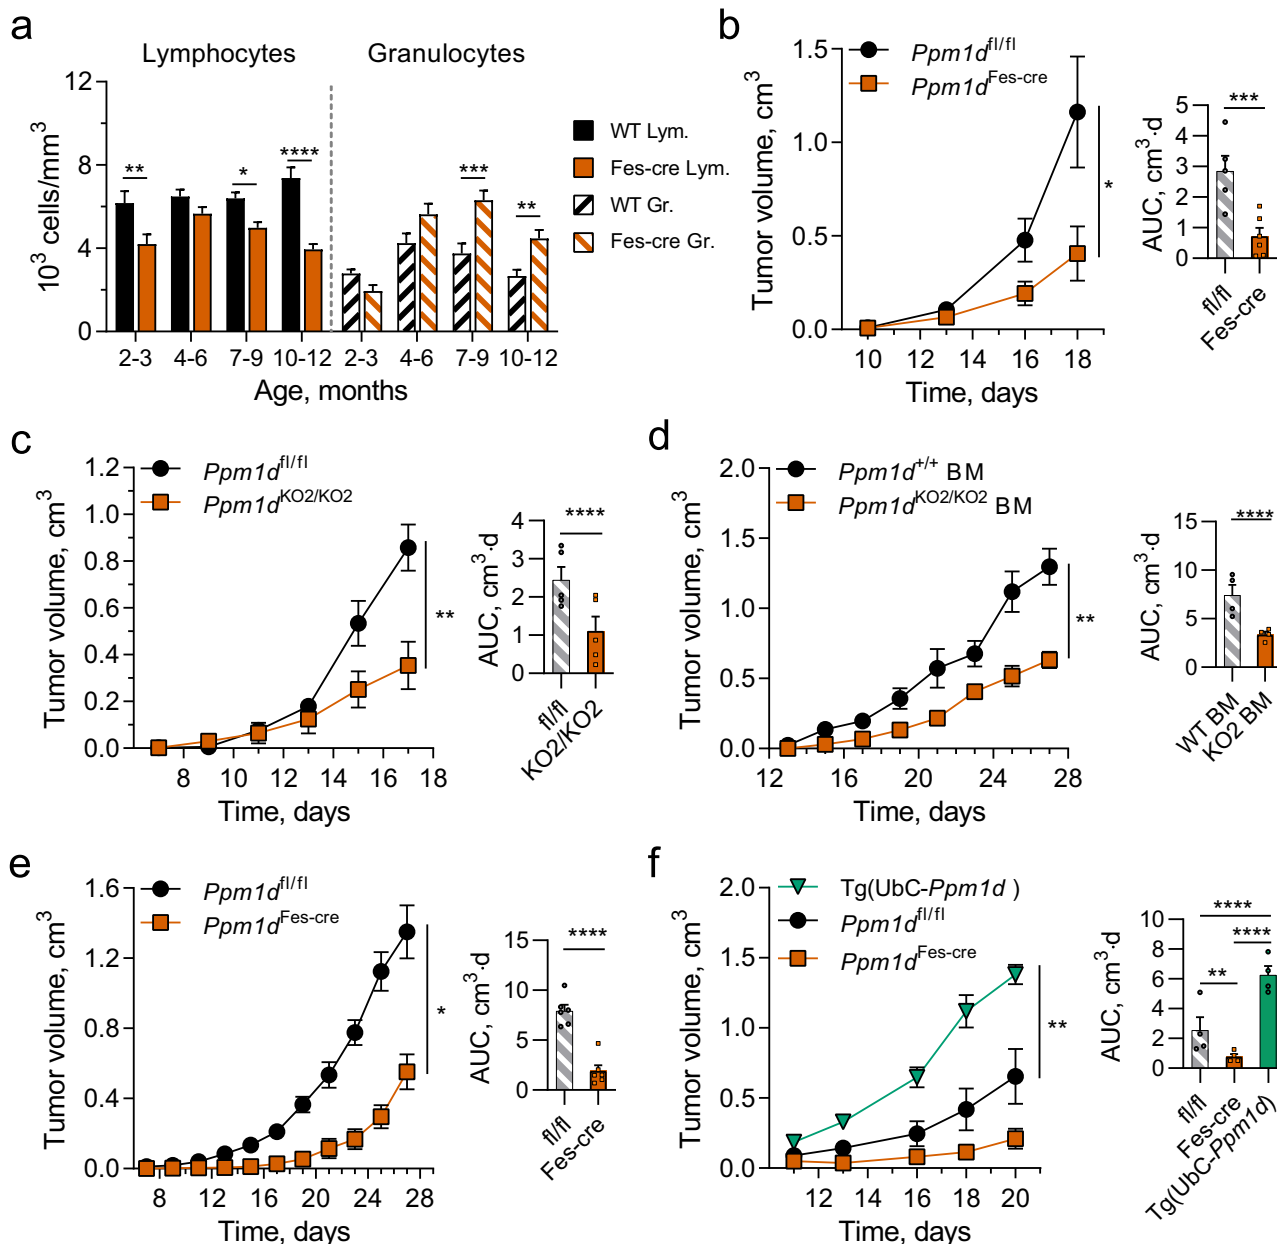 a
Lymphocytes Granulocytes
10³ cells/mm³
12
8
4
0
** * **** *** **
2-3 4-6 7-9 10-12 2-3 4-6 7-9 10-12
Age, months
WT Lym.
Fes-cre Lym.
WT Gr.
Fes-cre Gr.
b
Ppm1d^fl/fl
Ppm1d^Fes-cre
Tumor volume, cm³
1.5
1.0
0.5
0.0
10 12 14 16 18
Time, days
*
AUC, cm³·d
5
4
3
2
1
0
***
fl/fl
Fes-cre
c
Ppm1d^fl/fl
Ppm1d^KO2/KO2
Tumor volume, cm³
1.2
1.0
0.8
0.6
0.4
0.2
0.0
8 10 12 14 16 18
Time, days
**
AUC, cm³·d
4
3
2
1
0
****
fl/fl
KO2/KO2
d
Ppm1d^+/+ BM
Ppm1d^KO2/KO2 BM
Tumor volume, cm³
2.0
1.5
1.0
0.5
0.0
12 16 20 24 28
Time, days
**
AUC, cm³·d
15
10
5
0
****
WT BM
KO2 BM
e
Ppm1d^fl/fl
Ppm1d^Fes-cre
Tumor volume, cm³
1.6
1.2
0.8
0.4
0.0
8 12 16 20 24 28
Time, days
*
AUC, cm³·d
15
10
5
0
****
fl/fl
Fes-cre
f
Tg(UbC-Ppm1d )
Ppm1d^fl/fl
Ppm1d^Fes-cre
Tumor volume, cm³
2.0
1.5
1.0
0.5
0.0
12 14 16 18 20
Time, days
**
AUC, cm³·d
10
8
6
4
2
0
****
****
**
fl/fl
Fes-cre
Tg(UbC-Ppm1d)